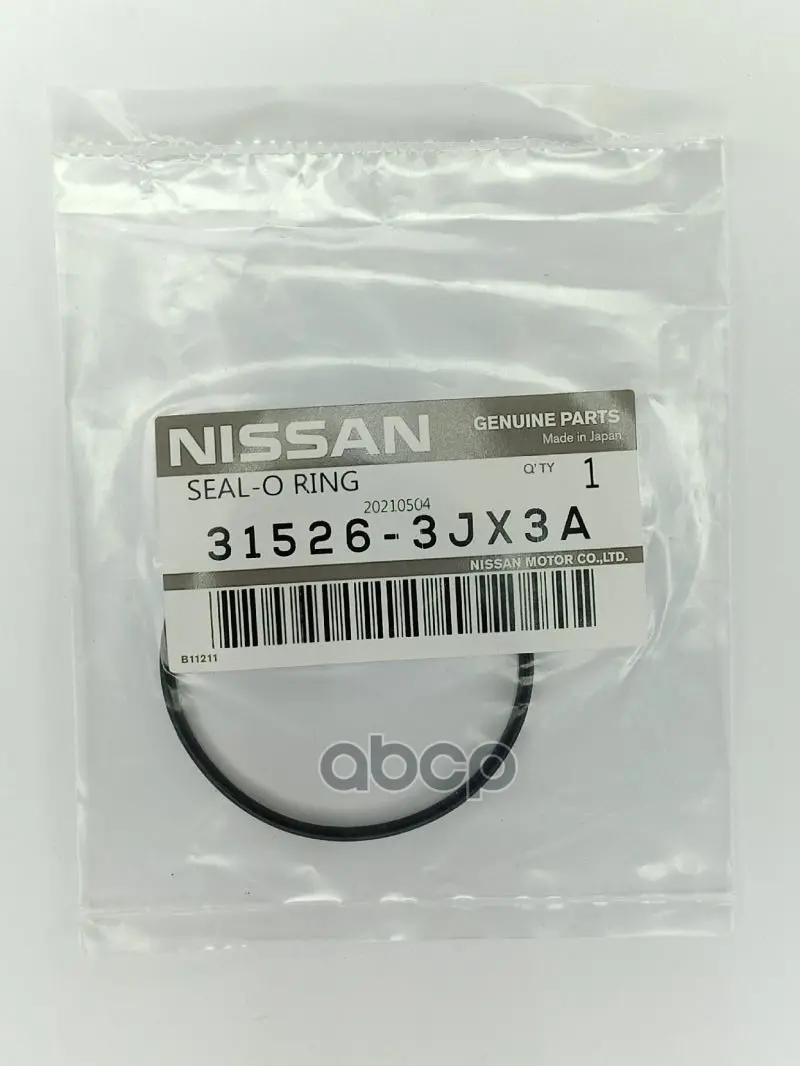 NISSAN
GENUINE PARTS
Made in Japan
SEAL-O RING
Q'TY 1
20210504
31526-3JX3A
NISSAN MOTOR CO.,LTD.
B11211
abcp